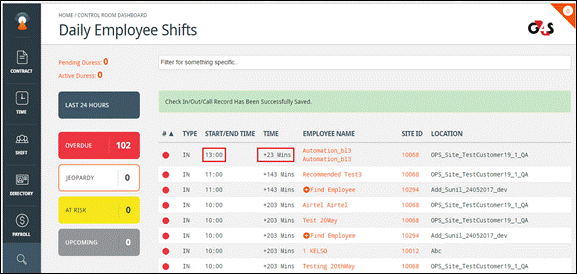 HOME / CONTROL ROOM DASHBOARD
Daily Employee Shifts
G4S
0
CONTRACT
TIME
SHIFT
DIRECTORY
PAYROLL
Pending Duress: 0
Active Duress: 0
LAST 24 HOURS
OVERDUE 102
JEOPARDY 0
AT RISK 0
UPCOMING 0
Filter for something specific..
Check In/Out/Call Record Has Been Successfully Saved.
# ▲ TYPE START/END TIME TIME EMPLOYEE NAME SITE ID LOCATION
IN 13:00 +23 Mins Automation_bl3 10068 OPS_Site_TestCustomer19_1_QA
Automation_bl3
IN 11:00 +143 Mins Recommended Test3 10068 OPS_Site_TestCustomer19_1_QA
IN 11:00 +143 Mins Find Employee 10294 Add_Sunil_24052017_dev
IN 10:00 +203 Mins Airtel Airtel 10068 OPS_Site_TestCustomer19_1_QA
IN 10:00 +203 Mins Test 20May 10068 OPS_Site_TestCustomer19_1_QA
IN 10:00 +203 Mins Find Employee 10294 Add_Sunil_24052017_dev
IN 10:00 +203 Mins 1 KELSO 10012 Abc
IN 10:00 +203 Mins Testing 20thWay 10068 OPS_Site_TestCustomer19_1_QA